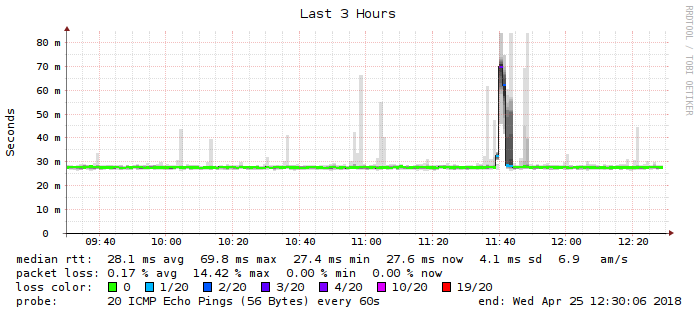 Last 3 Hours
RRDTOOL / TOBI OETIKER
Seconds
80 m
70 m
60 m
50 m
40 m
30 m
20 m
10 m
0
09:40 10:00 10:20 10:40 11:00 11:20 11:40 12:00 12:20
median rtt: 28.1 ms avg 69.8 ms max 27.4 ms min 27.6 ms now 4.1 ms sd 6.9 am/s
packet loss: 0.17 % avg 14.42 % max 0.00 % min 0.00 % now
loss color: 0 1/20 2/20 3/20 4/20 10/20 19/20
probe: 20 ICMP Echo Pings (56 Bytes) every 60s end: Wed Apr 25 12:30:06 2018